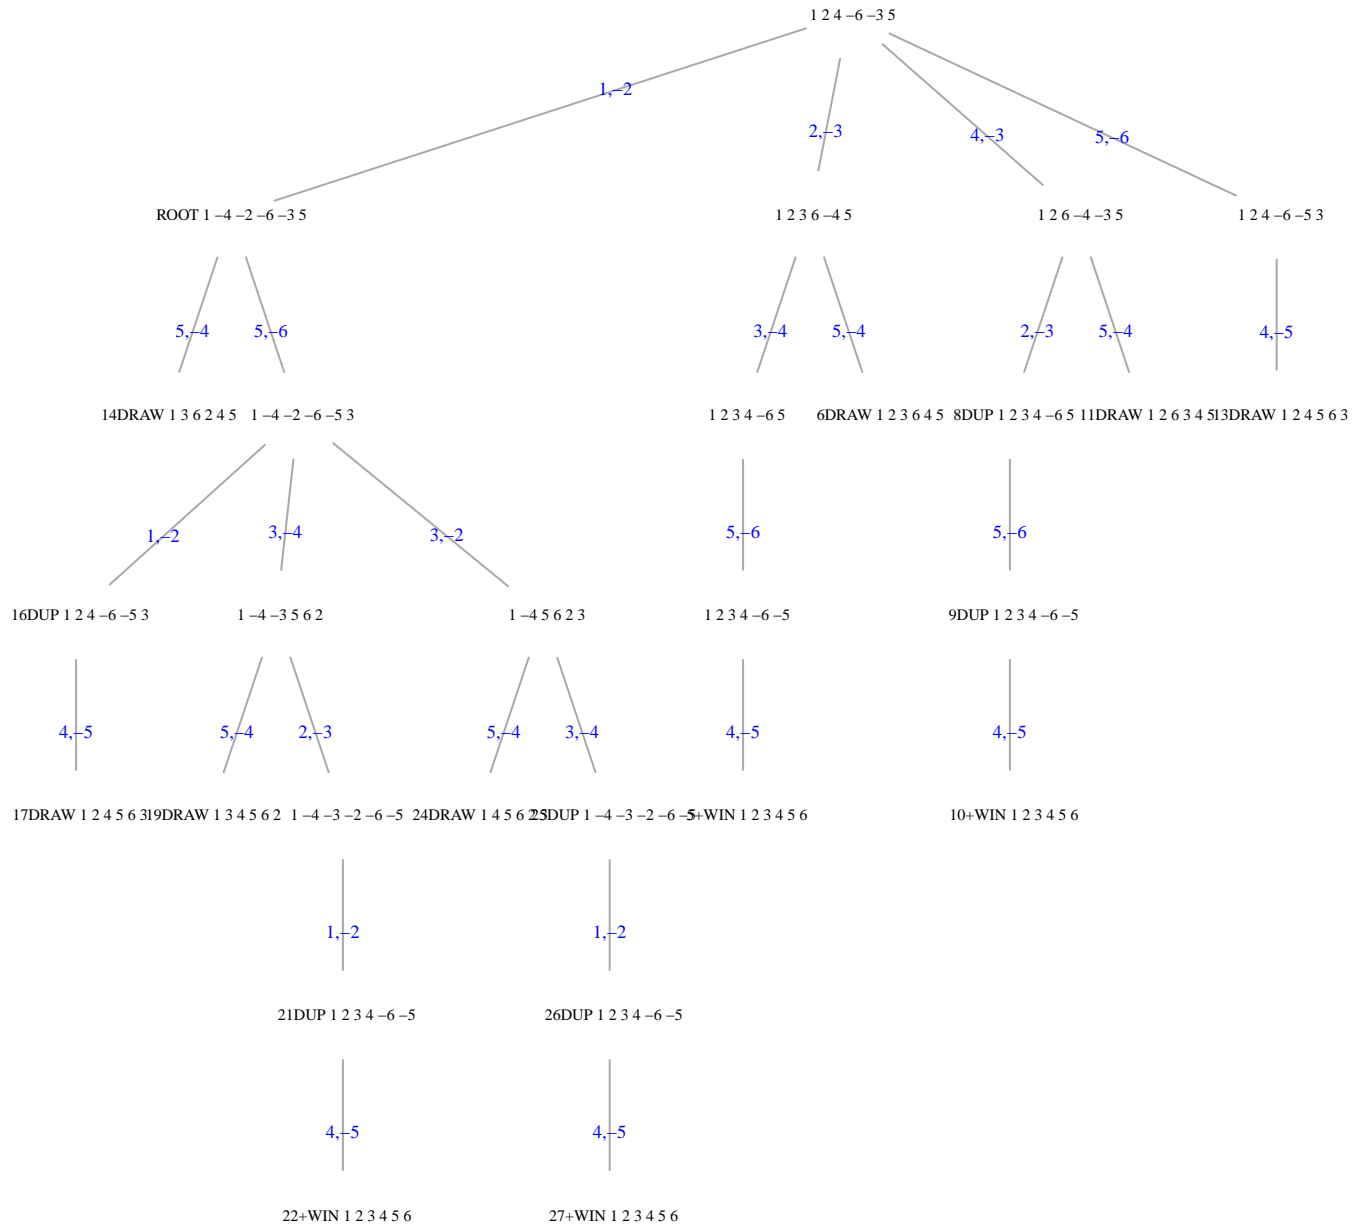 1 2 4 −6 −3 5
1,−2
2,−3
4,−3
5,−6
ROOT 1 −4 −2 −6 −3 5
1 2 3 6 −4 5
1 2 6 −4 −3 5
1 2 4 −6 −5 3
5,−4
5,−6
3,−4
5,−4
2,−3
5,−4
4,−5
14DRAW 1 3 6 2 4 5
1 −4 −2 −6 −5 3
1 2 3 4 −6 5
6DRAW 1 2 3 6 4 5
8DUP 1 2 3 4 −6 5
11DRAW 1 2 6 3 4 5
13DRAW 1 2 4 5 6 3
1,−2
3,−4
3,−2
5,−6
5,−6
16DUP 1 2 4 −6 −5 3
1 −4 −3 5 6 2
1 −4 5 6 2 3
1 2 3 4 −6 −5
9DUP 1 2 3 4 −6 −5
4,−5
5,−4
2,−3
5,−4
3,−4
4,−5
4,−5
17DRAW 1 2 4 5 6 3
19DRAW 1 3 4 5 6 2
1 −4 −3 −2 −6 −5
24DRAW 1 4 5 6 2 3
25DUP 1 −4 −3 −2 −6 −5
5+WIN 1 2 3 4 5 6
10+WIN 1 2 3 4 5 6
1,−2
1,−2
21DUP 1 2 3 4 −6 −5
26DUP 1 2 3 4 −6 −5
4,−5
4,−5
22+WIN 1 2 3 4 5 6
27+WIN 1 2 3 4 5 6